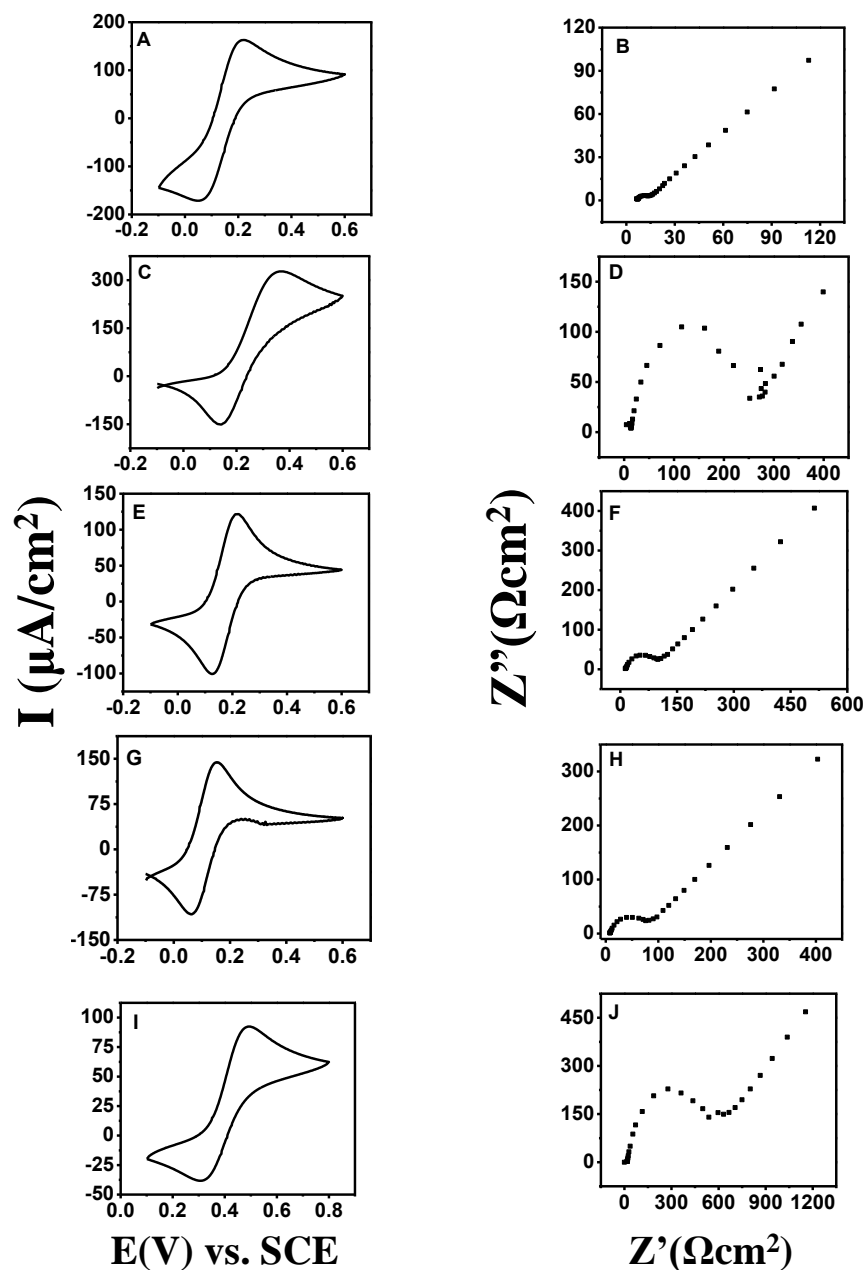 A
200
100
0
-100
-200
-0.2 0.0 0.2 0.4 0.6
B
120
90
60
30
0
0 30 60 90 120
C
300
150
0
-150
-0.2 0.0 0.2 0.4 0.6
D
150
100
50
0
0 100 200 300 400
E
150
100
50
0
-50
-100
-0.2 0.0 0.2 0.4 0.6
F
400
300
200
100
0
0 150 300 450 600
G
150
75
0
-75
-150
-0.2 0.0 0.2 0.4 0.6
H
300
200
100
0
0 100 200 300 400
I
100
75
50
25
0
-25
-50
0.0 0.2 0.4 0.6 0.8
J
450
300
150
0
0 300 600 900 1200
I (µA/cm²)
Z’’(Ωcm²)
E(V) vs. SCE
Z’(Ωcm²)